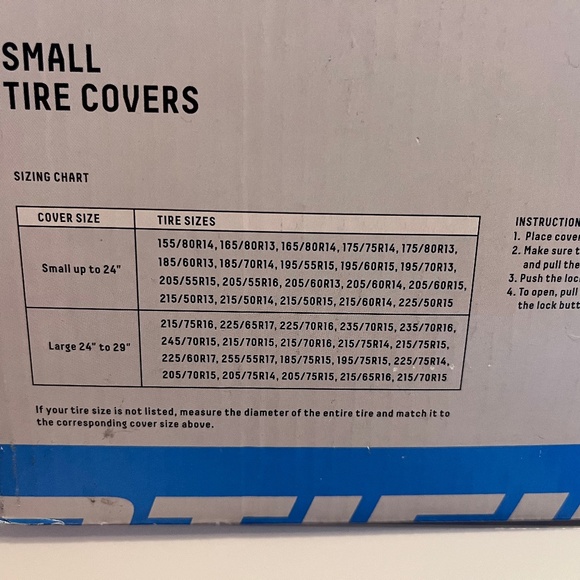 SMALL
TIRE COVERS
SIZING CHART
COVER SIZE TIRE SIZES
Small up to 24"
155/80R14, 165/80R13, 165/80R14, 175/75R14, 175/80R13,
185/60R13, 185/70R14, 195/55R15, 195/60R15, 195/70R13,
205/55R15, 205/55R16, 205/60R13, 205/60R14, 205/60R15,
215/50R13, 215/50R14, 215/50R15, 215/60R14, 225/50R15
Large 24" to 29"
215/75R16, 225/65R17, 225/70R16, 235/70R15, 235/70R16,
245/70R15, 215/70R15, 215/70R16, 215/75R14, 215/75R15,
225/60R17, 255/55R17, 185/75R15, 195/75R15, 225/75R14,
205/70R15, 205/75R14, 205/75R15, 215/65R16, 215/70R15
If your tire size is not listed, measure the diameter of the entire tire and match it to
the corresponding cover size above.
INSTRUCTION
1. Place cove
2. Make sure t
and pull the
3. Push the loc
4. To open, pull
the lock butt